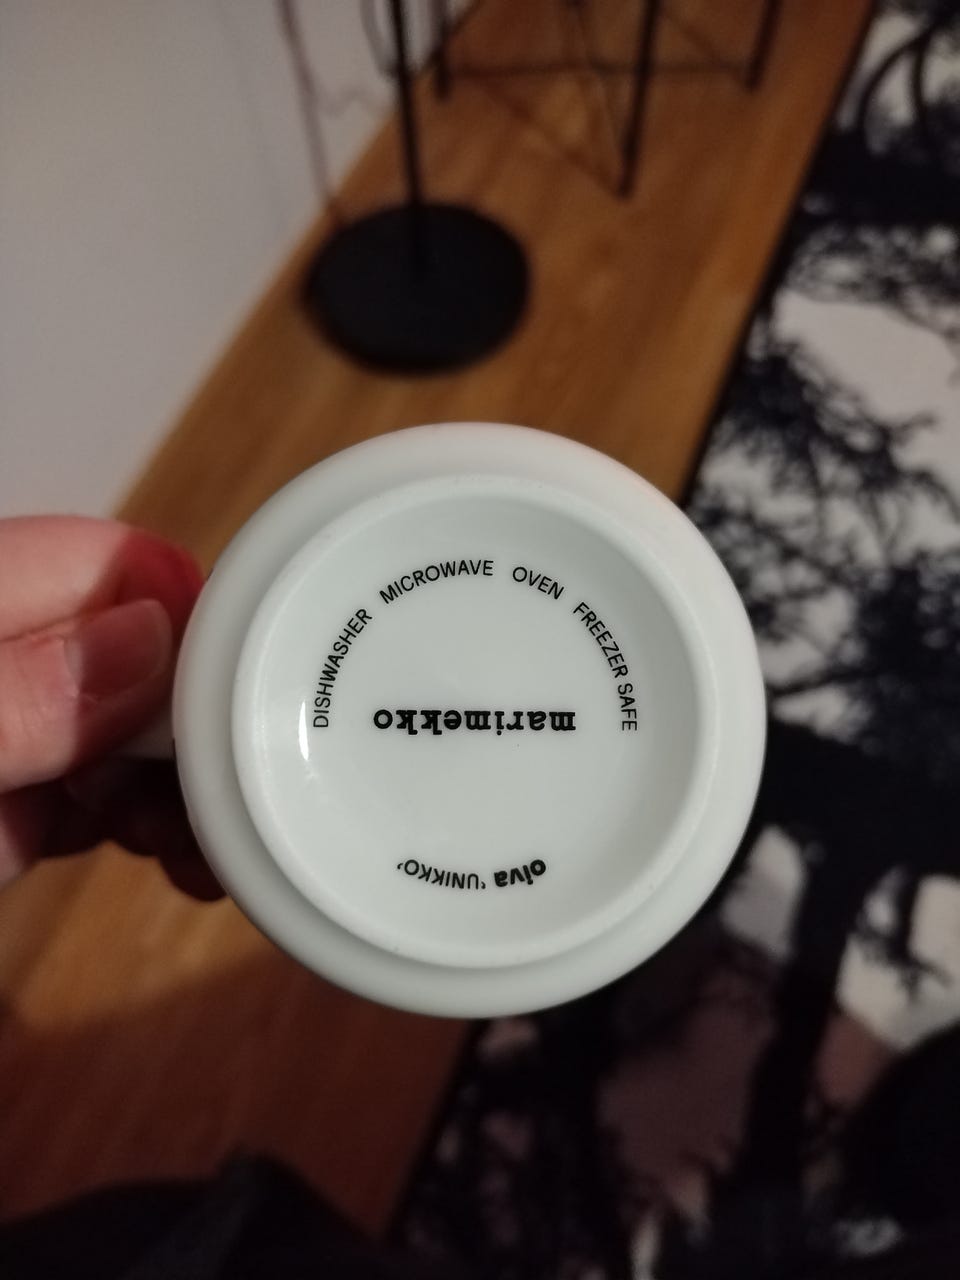 DISHWASHER MICROWAVE OVEN FREEZER SAFE
marimekko
oiva 'UNIKKO'